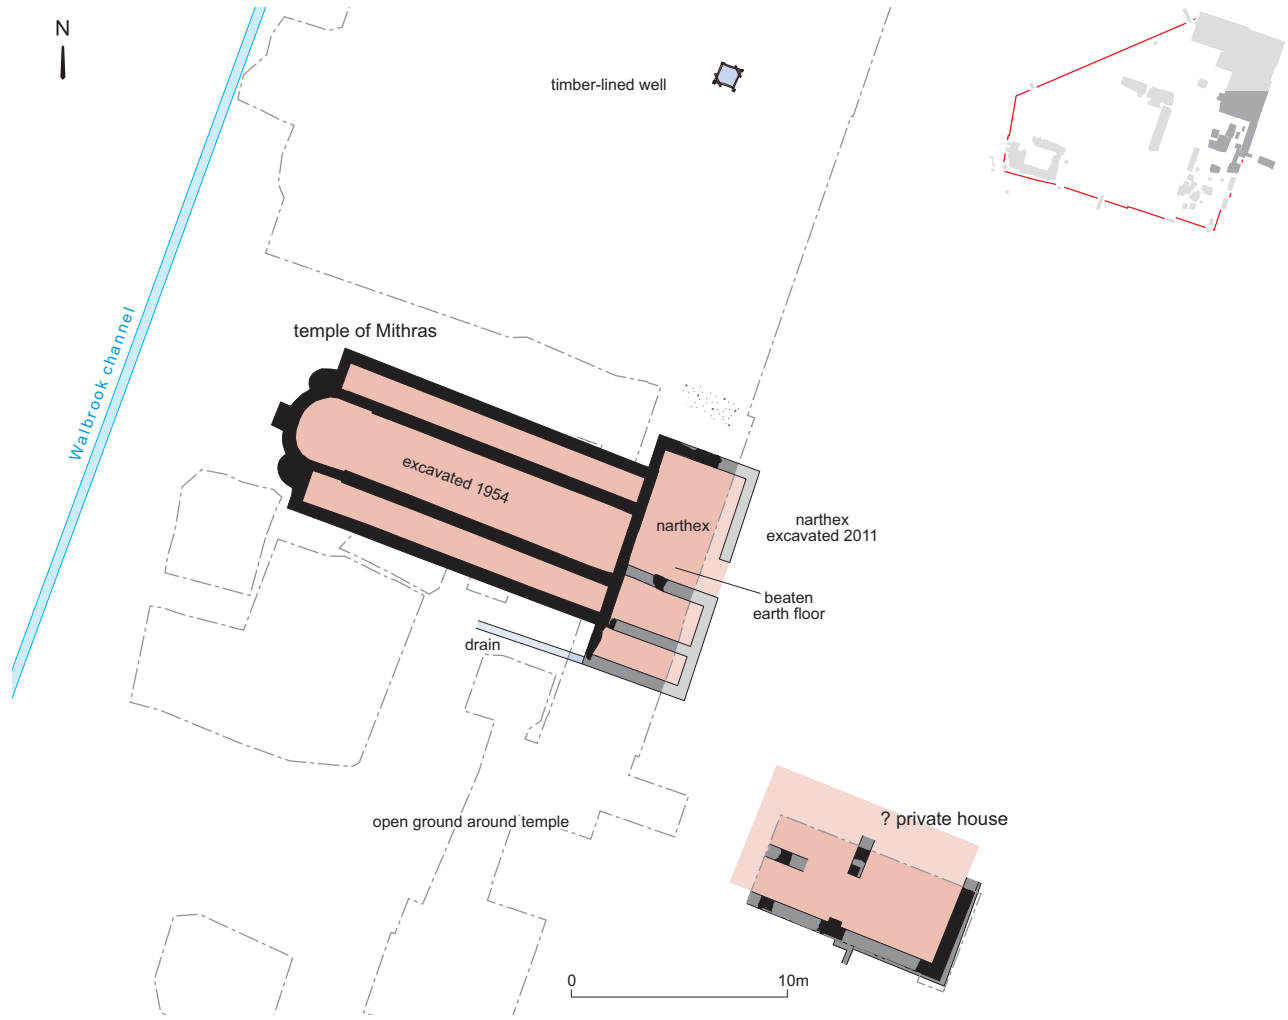 N
timber-lined well
Walbrook channel
temple of Mithras
excavated 1954
narthex
narthex
excavated 2011
beaten
earth floor
drain
open ground around temple
? private house
0
10m